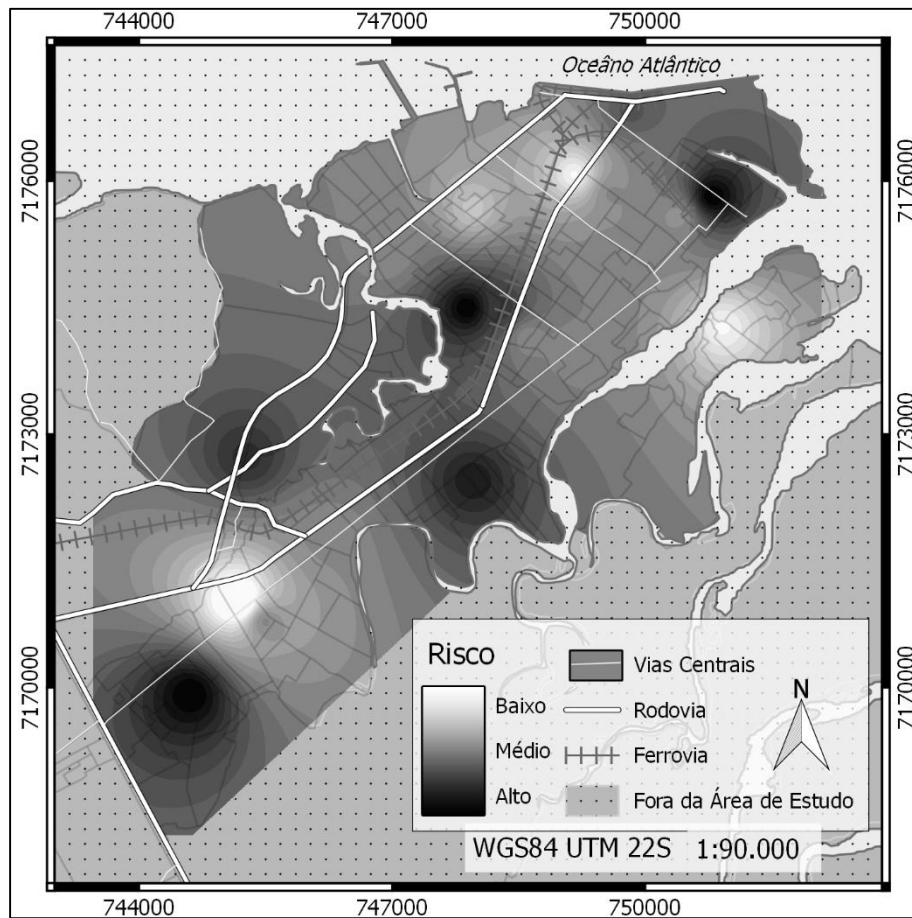 744000 747000 750000
Oceâno Atlântico
7176000 7176000
7173000 7173000
7170000 7170000
Risco
Baixo
Médio
Alto
Vias Centrais
Rodovia
Ferrovia
Fora da Área de Estudo
N
WGS84 UTM 22S 1:90.000
744000 747000 750000